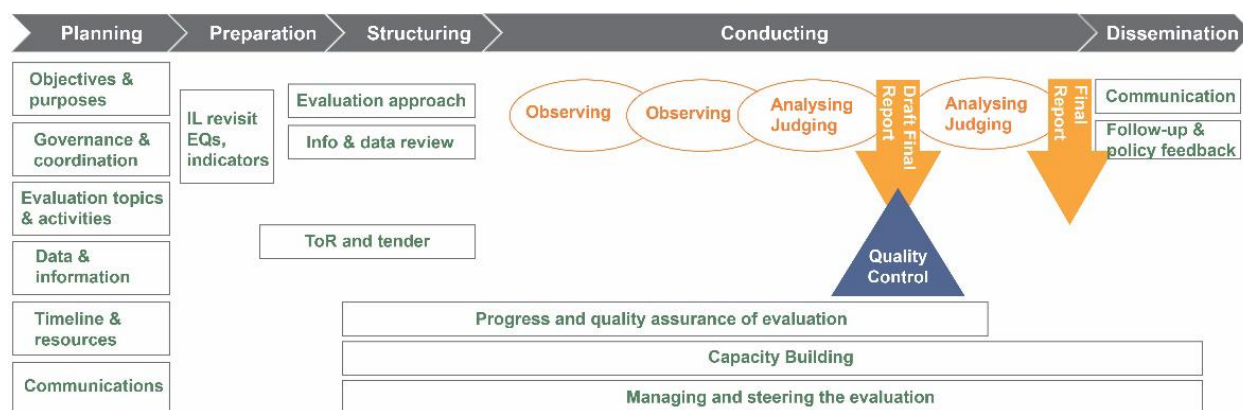 Planning
Preparation
Structuring
Conducting
Dissemination
Objectives &
purposes
Governance &
coordination
Evaluation topics
& activities
Data &
information
Timeline &
resources
Communications
IL revisit
EQs,
indicators
Evaluation approach
Info & data review
ToR and tender
Observing
Observing
Analysing
Judging
Draft Final
Report
Analysing
Judging
Final
Report
Communication
Follow-up &
policy feedback
Quality
Control
Progress and quality assurance of evaluation
Capacity Building
Managing and steering the evaluation